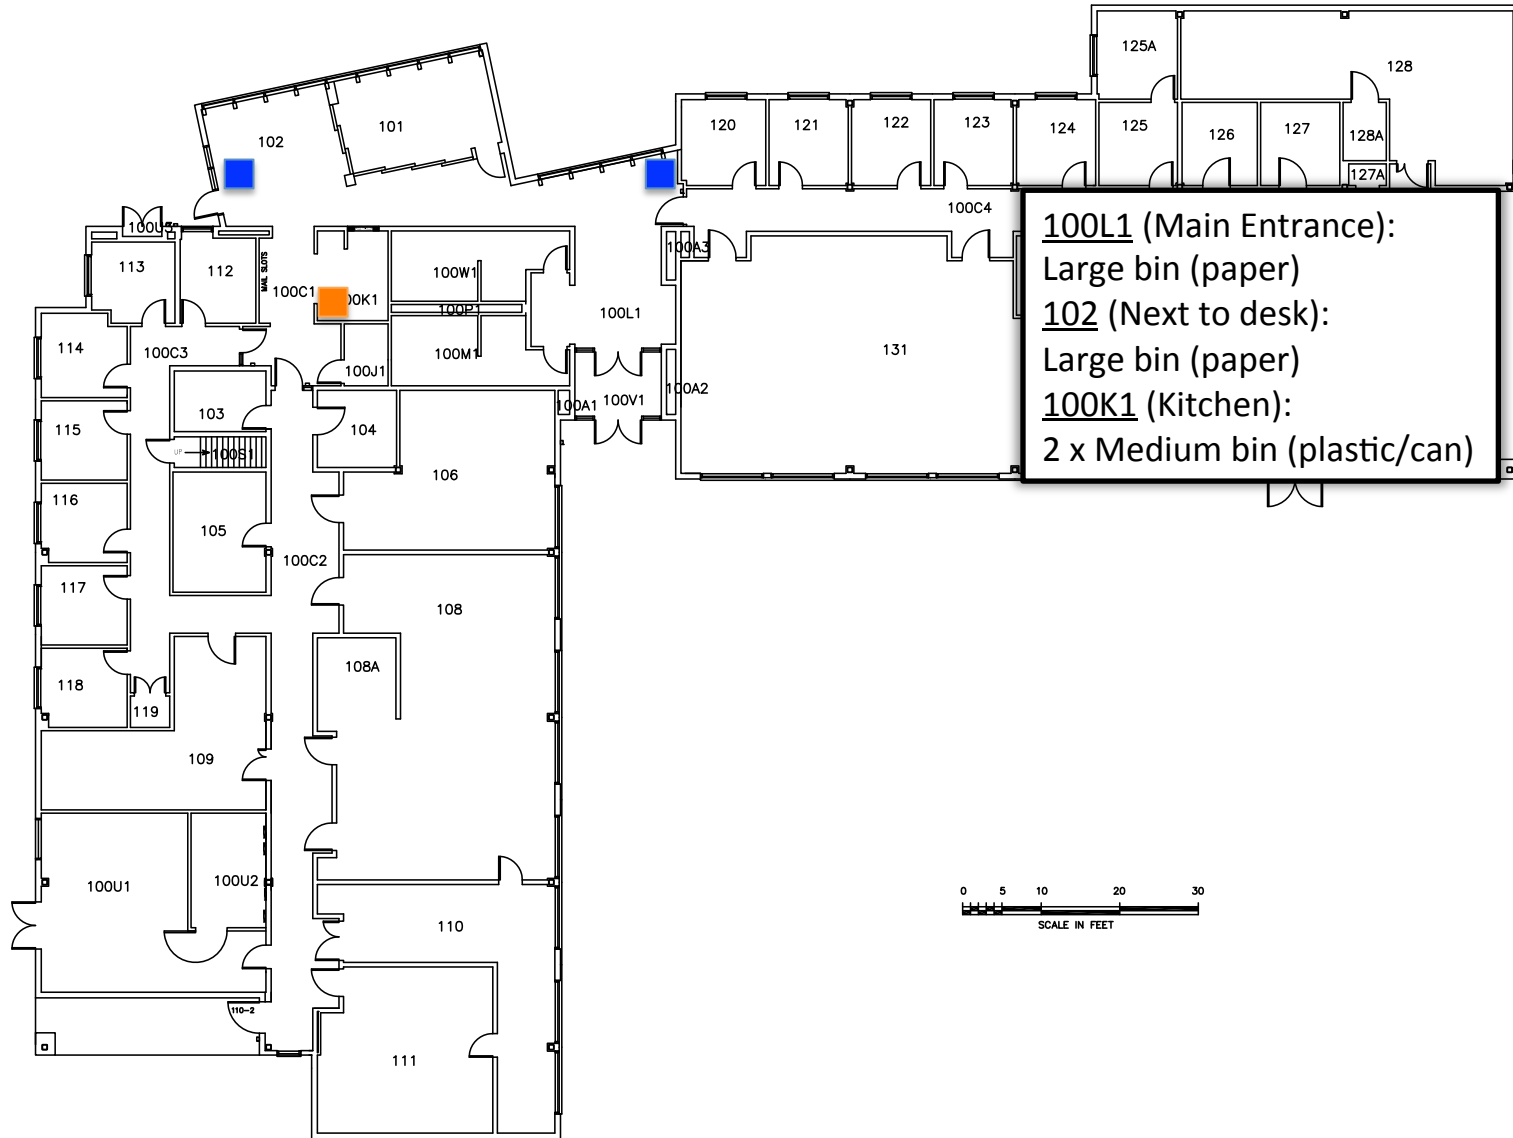 125A
128
102
101
120
121
122
123
124
125
126
127
128A
127A
100C4
100U3
113
112
MAIL SLOTS
100C1
100K1
100W1
100P1
100M1
100J1
100L1
100A3
100A2
100V1
100A1
131
114
100C3
103
104
115
UP
100S1
106
116
105
100C2
117
108
108A
118
119
109
100U1
100U2
110
110-2
111
100L1 (Main Entrance):
Large bin (paper)
102 (Next to desk):
Large bin (paper)
100K1 (Kitchen):
2 x Medium bin (plastic/can)
0 5 10 20 30
SCALE IN FEET